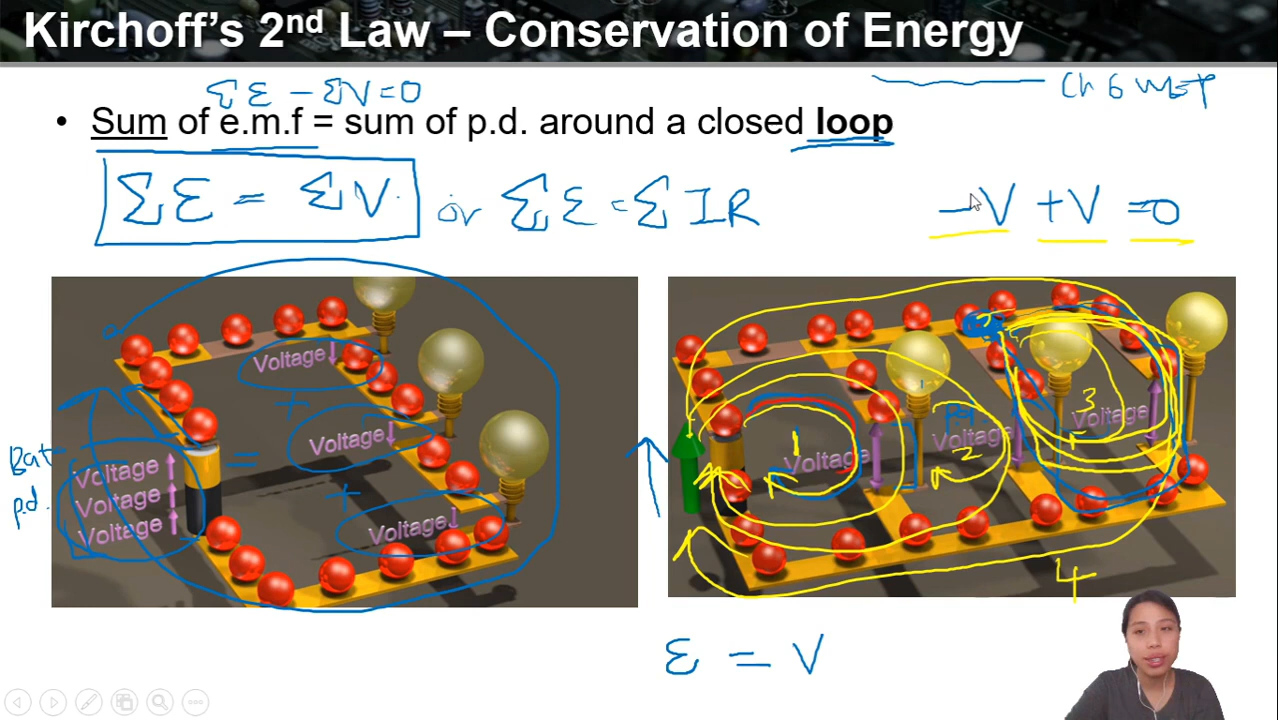 Kirchoff's 2nd Law – Conservation of Energy
Σℰ − ΣV=0
Ch 6 WEP
• Sum of e.m.f = sum of p.d. around a closed loop
Σℰ = ΣV. or Σℰ = ΣIR
−V +V =0
Voltage↓
+
Voltage↓
+
Voltage↓
Bat
p.d.
Voltage↑
Voltage↑
Voltage↑
=
1
Voltage
2
Voltage
3
Voltage
4
ℰ = V